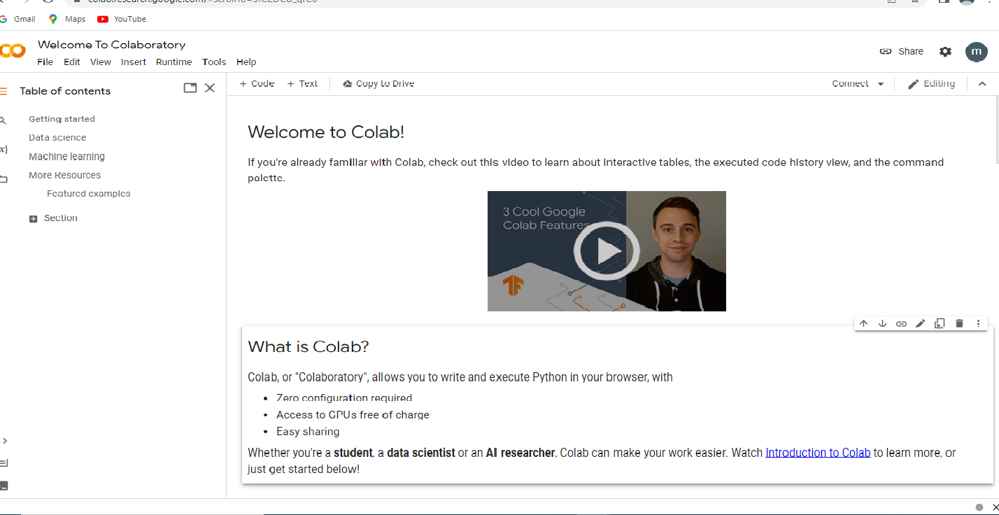 Gmail Maps YouTube
Welcome To Colaboratory
File Edit View Insert Runtime Tools Help
Share
m
Table of contents
+ Code + Text Copy to Drive
Connect Editing
Getting started
Data science
Machine learning
More Resources
Featured examples
Section
Welcome to Colab!
If you're already familiar with Colab, check out this video to learn about interactive tables, the executed code history view, and the command
palette.
3 Cool Google
Colab Features
What is Colab?
Colab, or "Colaboratory", allows you to write and execute Python in your browser, with
• Zero configuration required
• Access to GPUs free of charge
• Easy sharing
Whether you're a student, a data scientist or an AI researcher, Colab can make your work easier. Watch Introduction to Colab to learn more, or
just get started below!